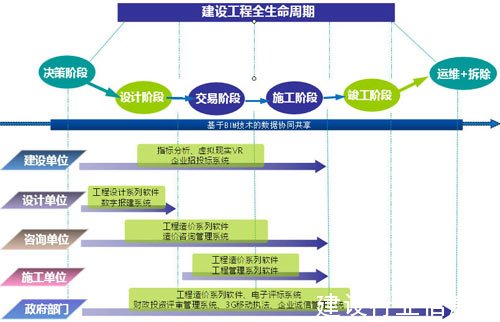 建设工程全生命周期
决策阶段
设计阶段
交易阶段
施工阶段
竣工阶段
运维+拆除
基于BIM技术的数据协同共享
建设单位
指标分析、虚拟现实VR
企业招投标系统
设计单位
工程设计系列软件
数字报建系统
咨询单位
工程造价系列软件
造价咨询管理系统
施工单位
工程造价系列软件
工程管理系列软件
政府部门
工程造价系列软件、电子评标系统
财政投资评审管理系统、3G移动执法、企业诚信管理系统
建设行业信